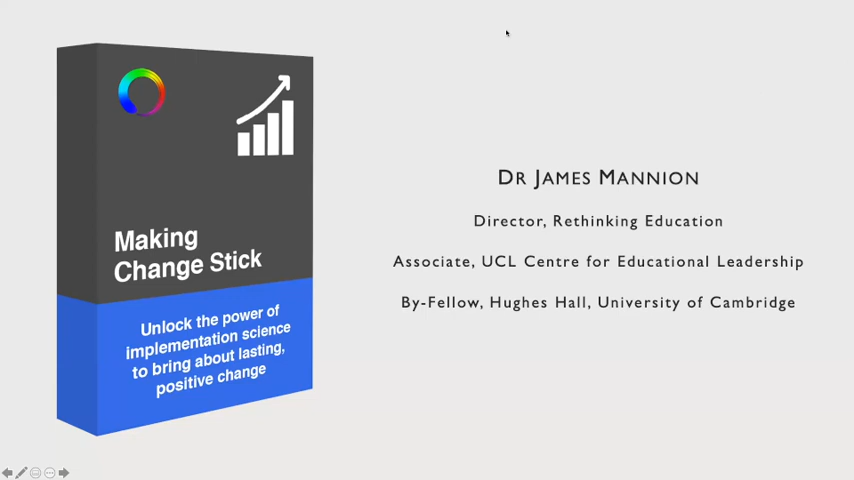 Making
Change Stick
Unlock the power of
implementation science
to bring about lasting,
positive change
DR JAMES MANNION
Director, Rethinking Education
Associate, UCL Centre for Educational Leadership
By-Fellow, Hughes Hall, University of Cambridge